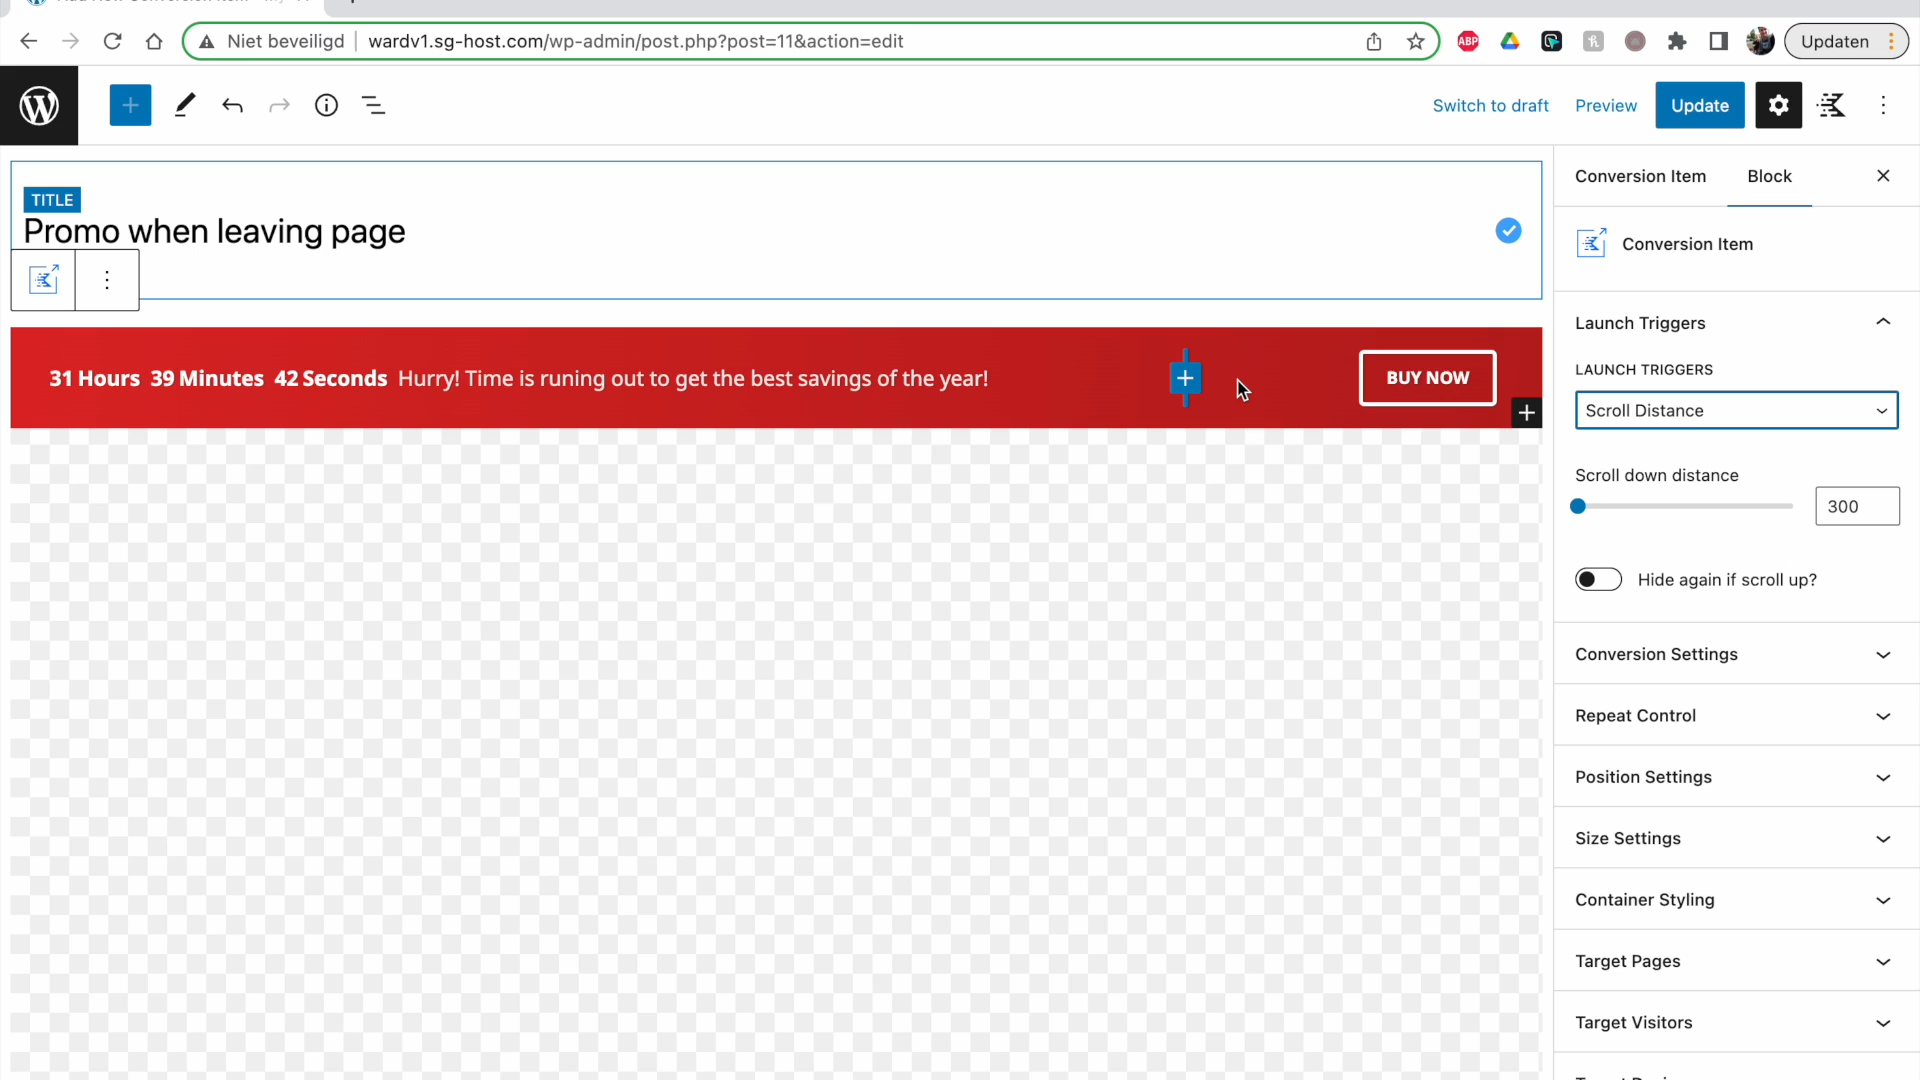 Niet beveiligd
wardv1.sg-host.com/wp-admin/post.php?post=11&action=edit
ABP
Updaten
Switch to draft
Preview
Update
Conversion Item
Block
TITLE
Promo when leaving page
Conversion Item
Launch Triggers
LAUNCH TRIGGERS
31 Hours 39 Minutes 42 Seconds Hurry! Time is runing out to get the best savings of the year!
BUY NOW
Scroll Distance
Scroll down distance
300
Hide again if scroll up?
Conversion Settings
Repeat Control
Position Settings
Size Settings
Container Styling
Target Pages
Target Visitors